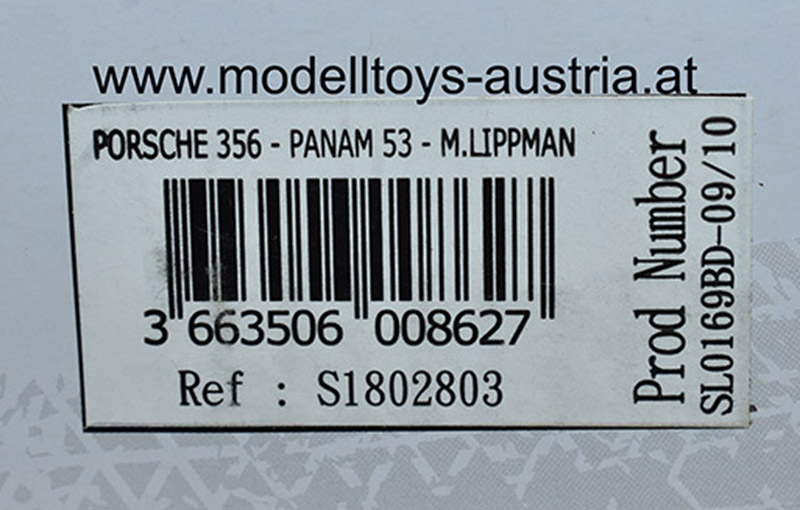 www.modelltoys-austria.at
PORSCHE 356 - PANAM 53 - M.LIPPMAN
3 663506 008627
Ref : S1802803
Prod Number
SL0169BD-09/10